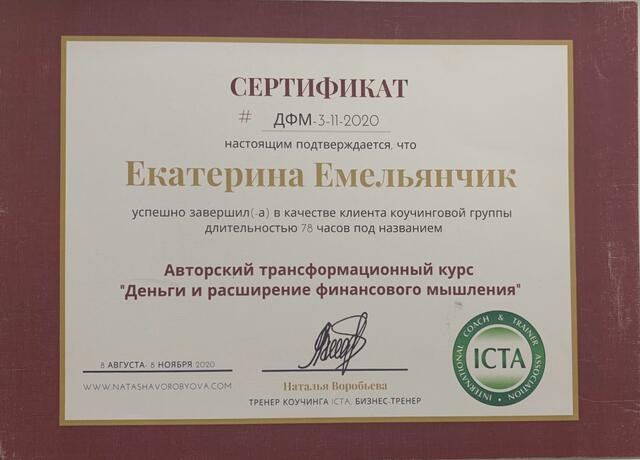 СЕРТИФИКАТ
# ДФМ-3-11-2020
настоящим подтверждается, что
Екатерина Емельянчик
успешно завершил(-а) в качестве клиента коучинговой группы
длительностью 78 часов под названием
Авторский трансформационный курс
"Деньги и расширение финансового мышления"
8 АВГУСТА- 8 НОЯБРЯ 2020
WWW.NATASHAVOROBYOVA.COM
Наталья Воробьева
ТРЕНЕР КОУЧИНГА ICTA, БИЗНЕС-ТРЕНЕР
INTERNATIONAL COACH & TRAINER ASSOCIATION
ICTA